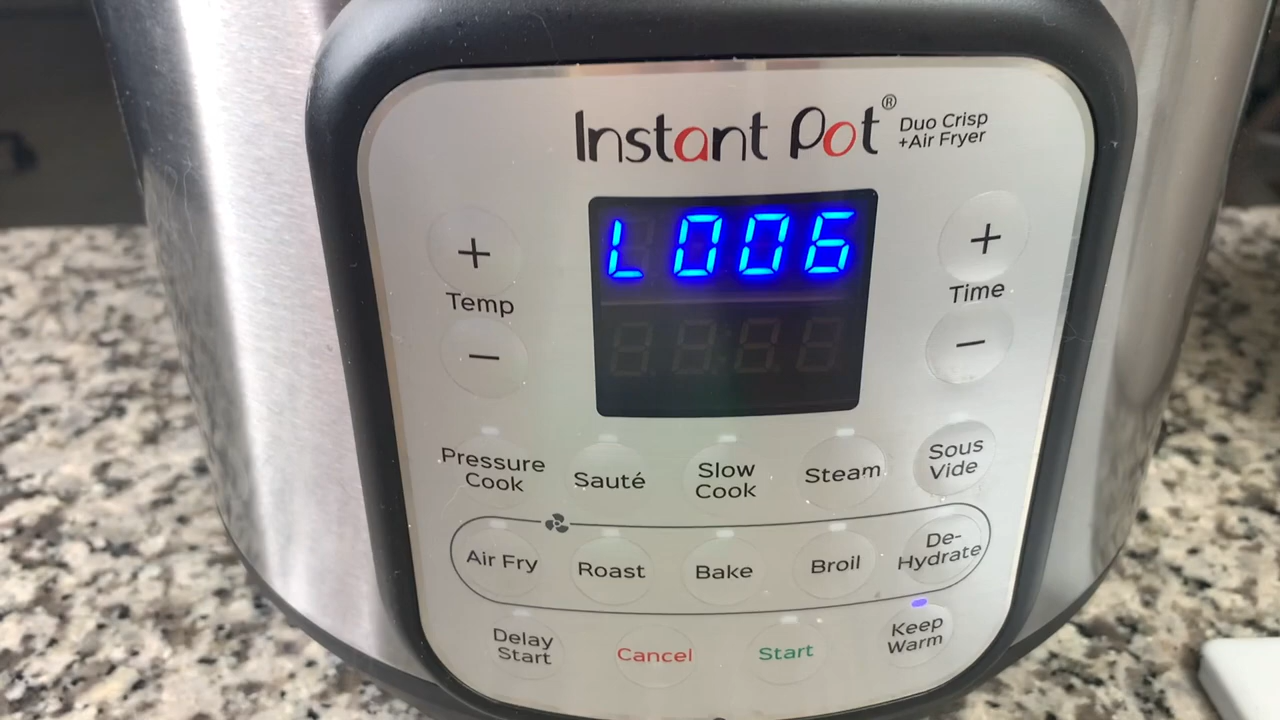 Instant Pot®
Duo Crisp
+Air Fryer
L006
+
+
Temp
Time
−
−
Pressure
Cook
Sauté
Slow
Cook
Steam
Sous
Vide
Air Fry
Roast
Bake
Broil
De-
Hydrate
Delay
Start
Cancel
Start
Keep
Warm